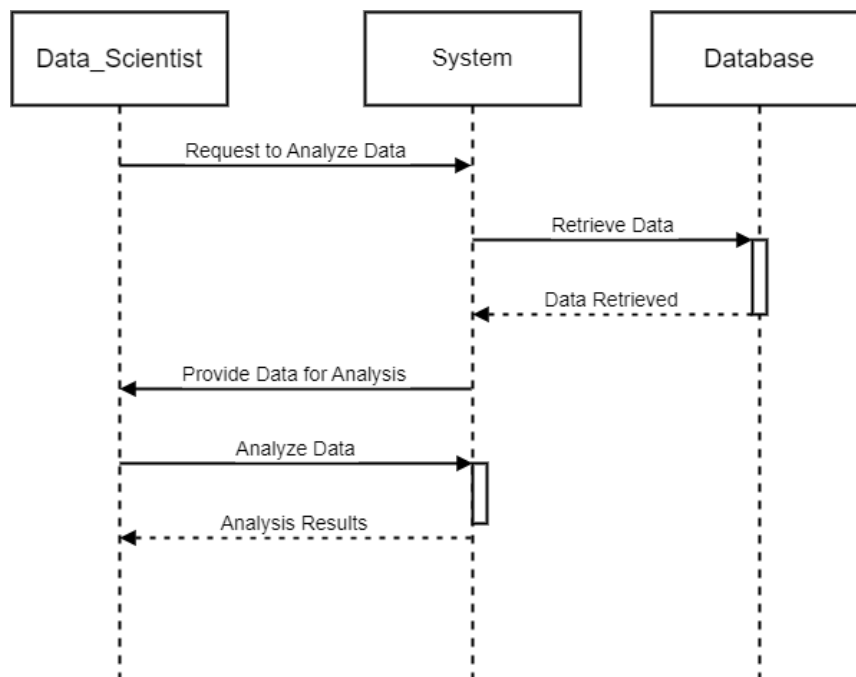 Data_Scientist
System
Database
Request to Analyze Data
Retrieve Data
Data Retrieved
Provide Data for Analysis
Analyze Data
Analysis Results